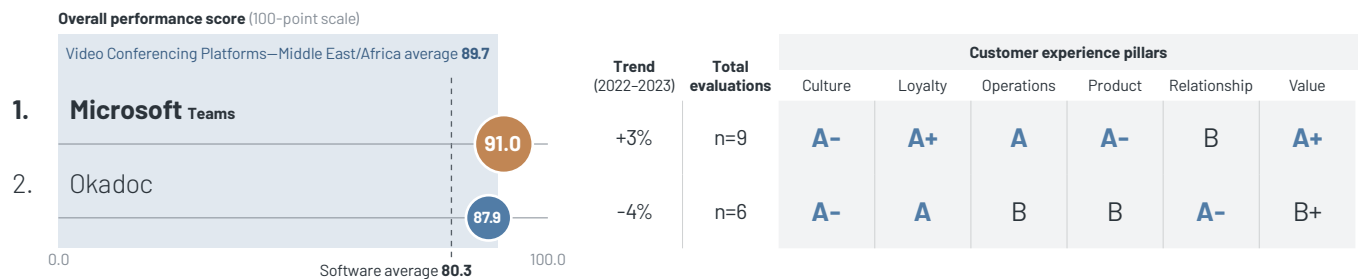 Overall performance score (100-point scale)
Video Conferencing Platforms—Middle East/Africa average 89.7
Trend
(2022–2023)
Total
evaluations
Customer experience pillars
Culture Loyalty Operations Product Relationship Value
1. Microsoft Teams
91.0
+3% n=9 A- A+ A A- B A+
2. Okadoc
87.9
-4% n=6 A- A B B A- B+
0.0 100.0
Software average 80.3